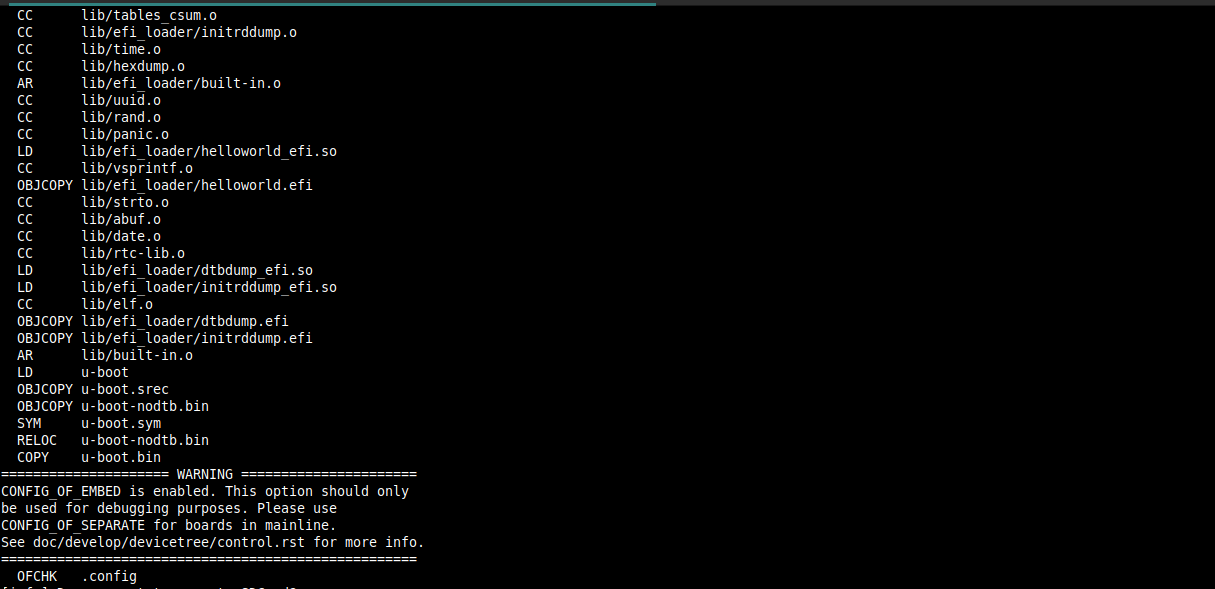 CC      lib/tables_csum.o
CC      lib/efi_loader/initrddump.o
CC      lib/time.o
CC      lib/hexdump.o
AR      lib/efi_loader/built-in.o
CC      lib/uuid.o
CC      lib/rand.o
CC      lib/panic.o
LD      lib/efi_loader/helloworld_efi.so
CC      lib/vsprintf.o
OBJCOPY lib/efi_loader/helloworld.efi
CC      lib/strto.o
CC      lib/abuf.o
CC      lib/date.o
CC      lib/rtc-lib.o
LD      lib/efi_loader/dtbdump_efi.so
LD      lib/efi_loader/initrddump_efi.so
CC      lib/elf.o
OBJCOPY lib/efi_loader/dtbdump.efi
OBJCOPY lib/efi_loader/initrddump.efi
AR      lib/built-in.o
LD      u-boot
OBJCOPY u-boot.srec
OBJCOPY u-boot-nodtb.bin
SYM     u-boot.sym
RELOC   u-boot-nodtb.bin
COPY    u-boot.bin
===================== WARNING ======================
CONFIG_OF_EMBED is enabled. This option should only
be used for debugging purposes. Please use
CONFIG_OF_SEPARATE for boards in mainline.
See doc/develop/devicetree/control.rst for more info.
====================================================
OFCHK   .config